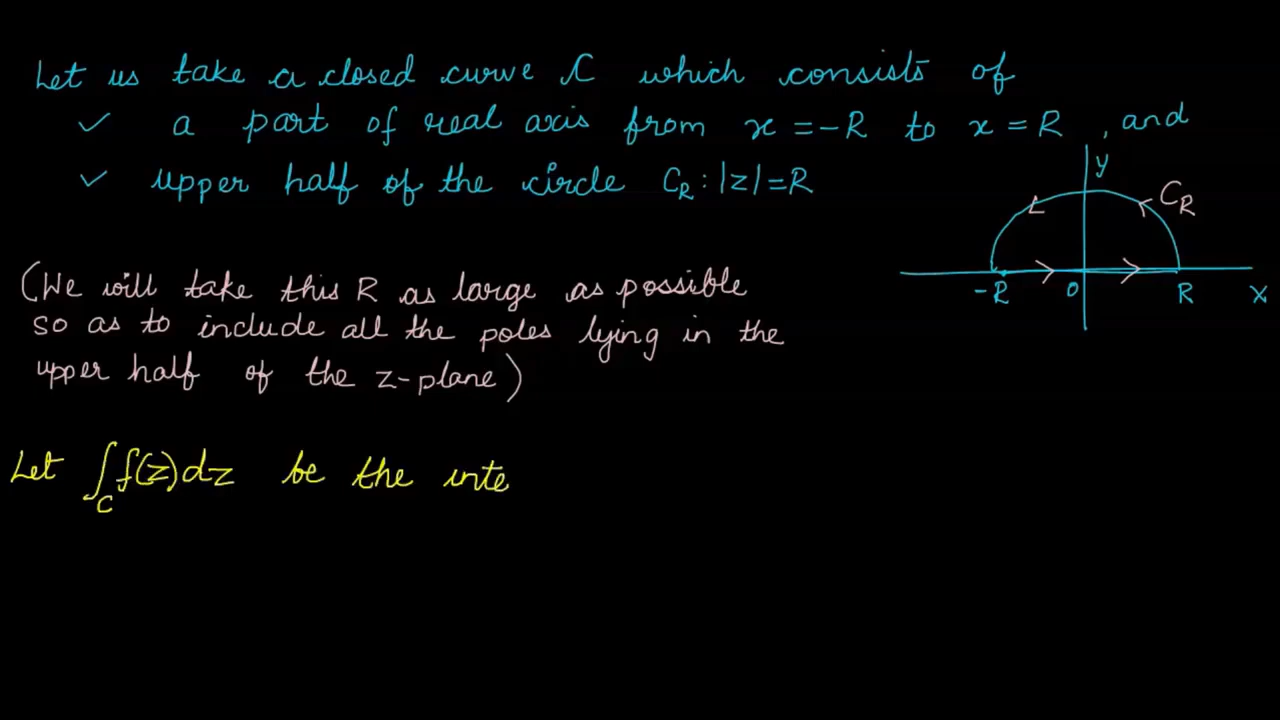 Let us take a closed curve C which consists of
✓ a part of real axis from x = -R to x = R , and
✓ upper half of the circle C_R : |z| = R
y
C_R
-R 0 R x
(We will take this R as large as possible
so as to include all the poles lying in the
upper half of the z-plane)
Let ∫_C f(z) dz be the inte